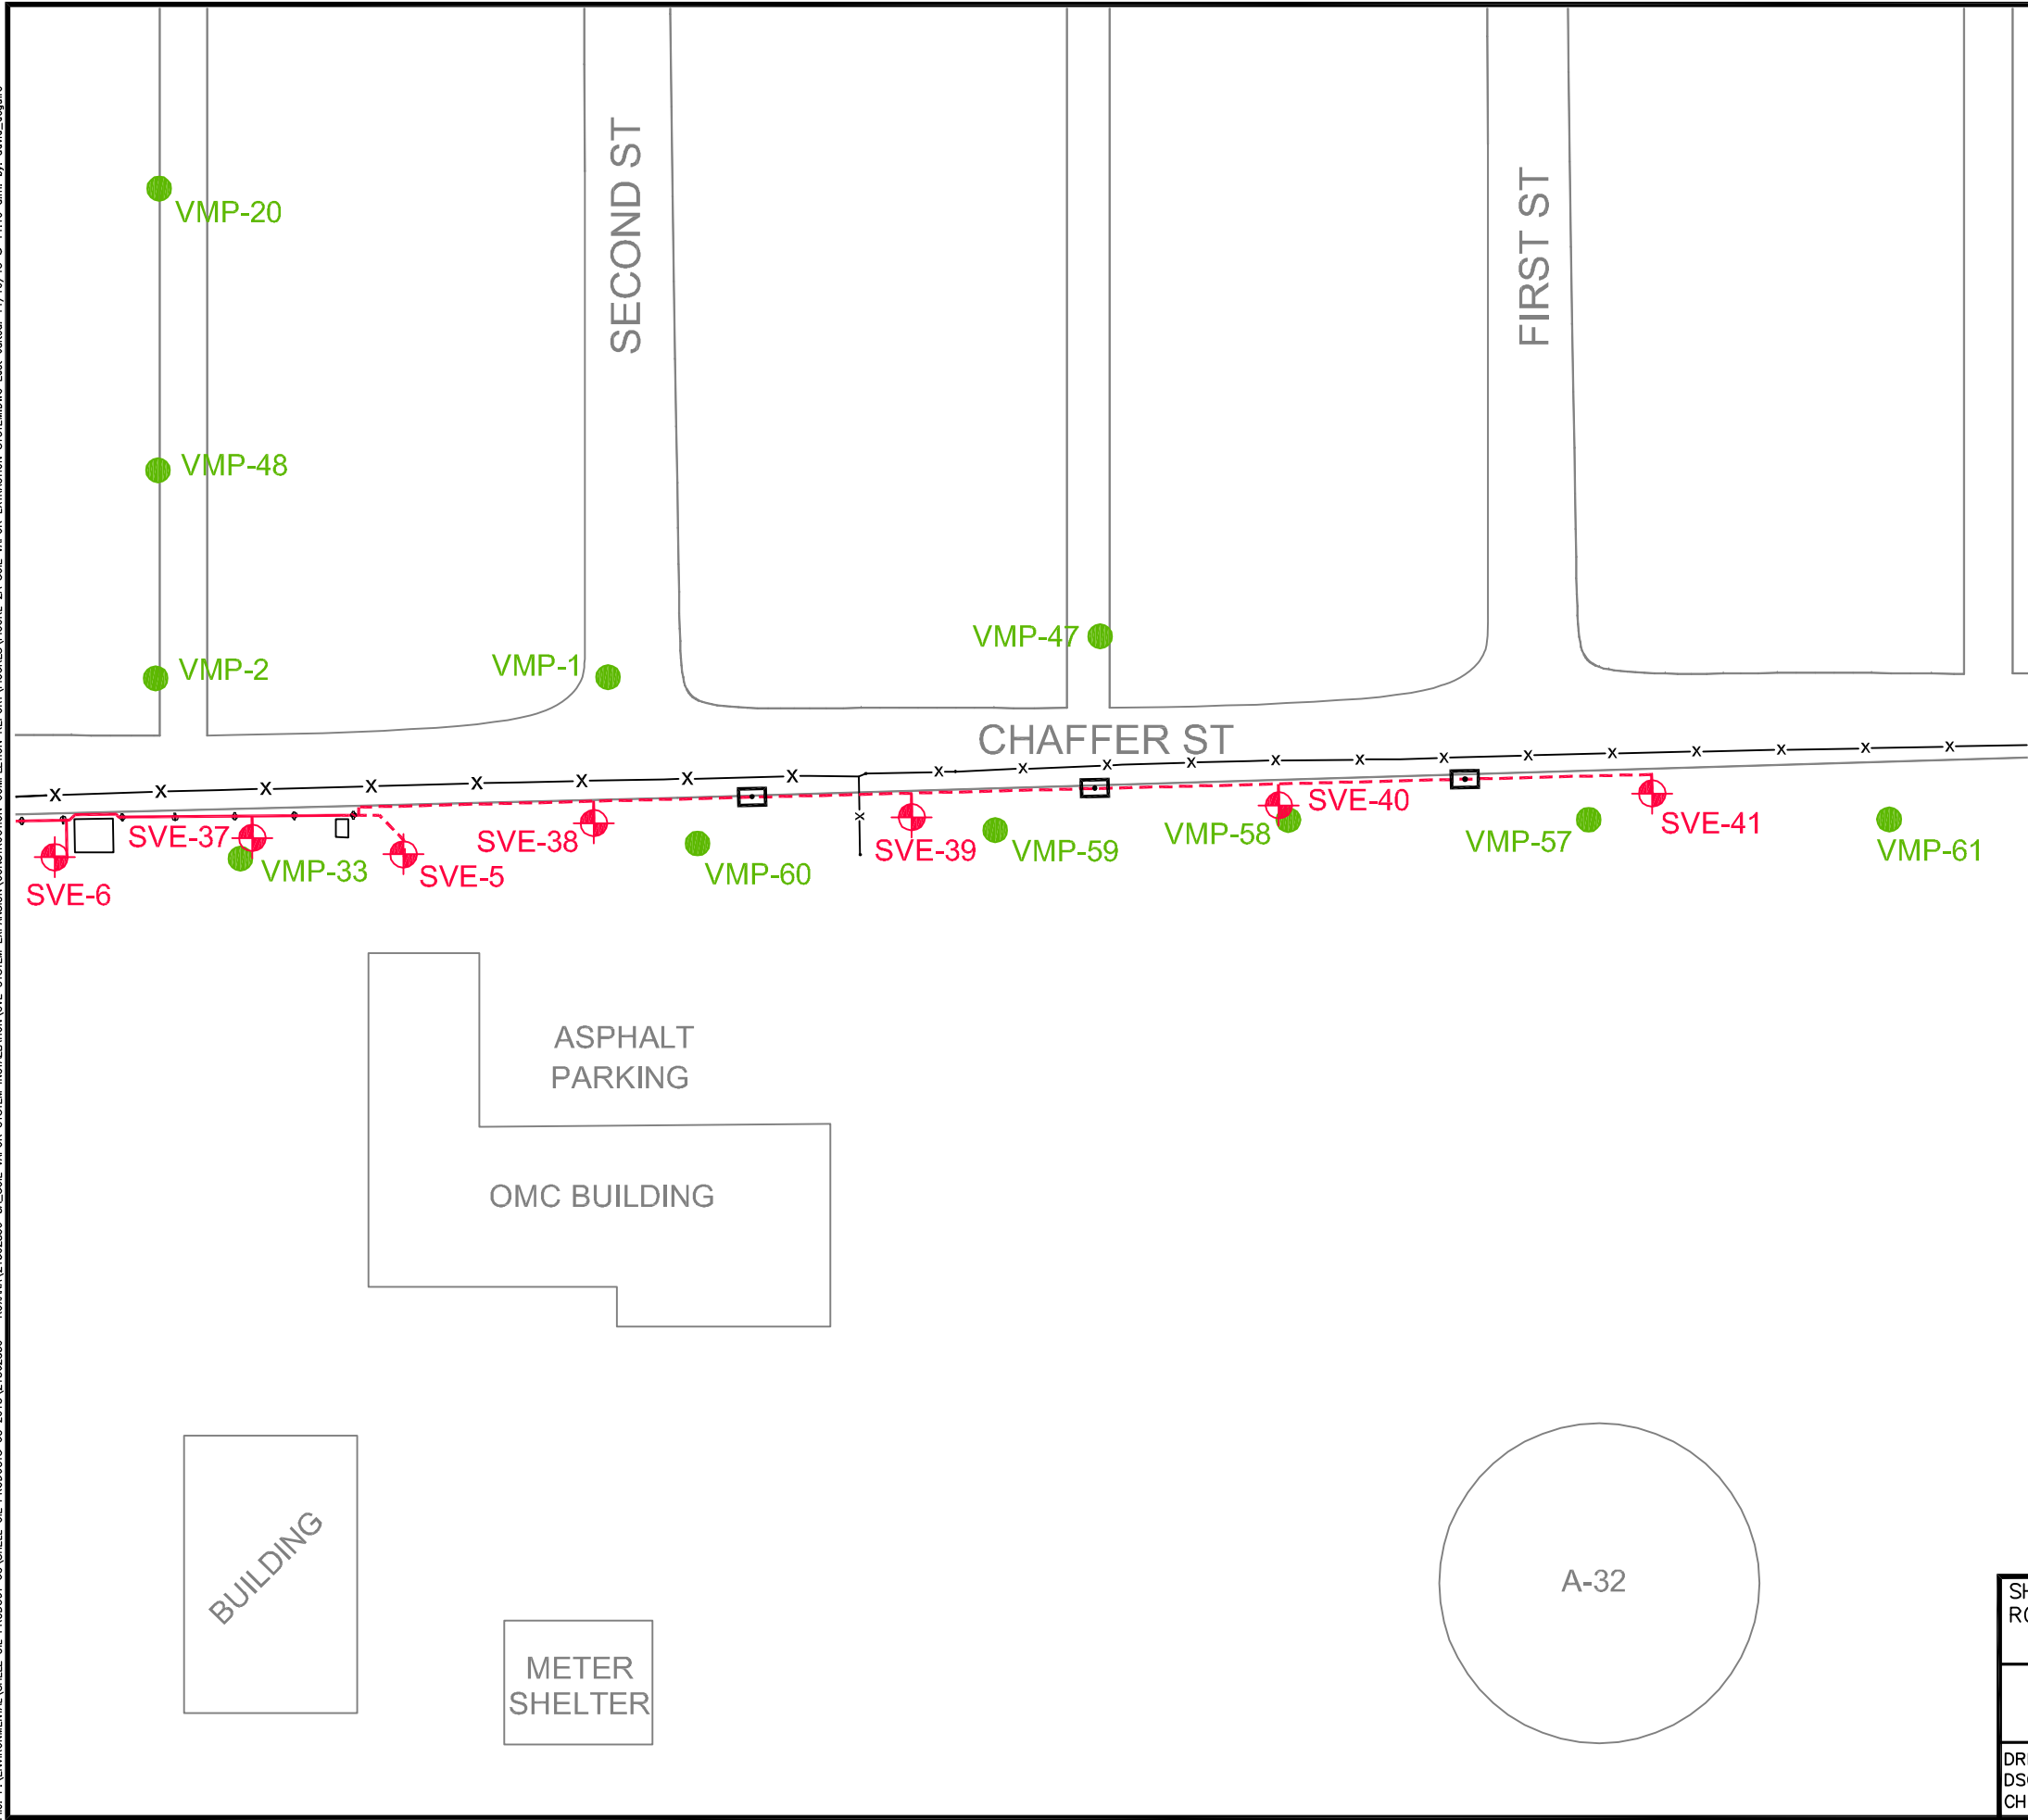 SECOND ST
FIRST ST
VMP-20
VMP-48
VMP-2
VMP-1
VMP-47
CHAFFER ST
SVE-37
SVE-38
SVE-40
SVE-41
VMP-58
VMP-57
VMP-61
SVE-39
VMP-59
VMP-33
SVE-5
VMP-60
SVE-6
ASPHALT
PARKING
OMC BUILDING
BUILDING
METER
SHELTER
A-32